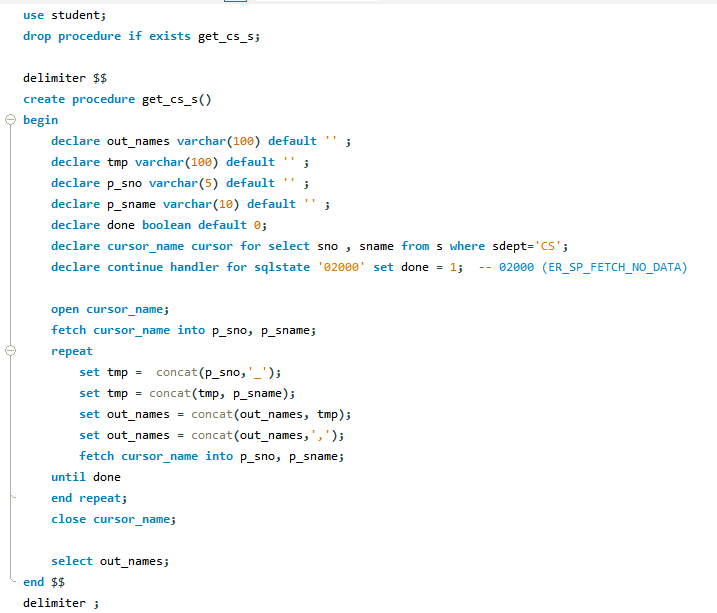 use student;
drop procedure if exists get_cs_s;
delimiter $$
create procedure get_cs_s()
begin
declare out_names varchar(100) default '' ;
declare tmp varchar(100) default '' ;
declare p_sno varchar(5) default '' ;
declare p_sname varchar(10) default '' ;
declare done boolean default 0;
declare cursor_name cursor for select sno , sname from s where sdept='CS';
declare continue handler for sqlstate '02000' set done = 1;  -- 02000 (ER_SP_FETCH_NO_DATA)
open cursor_name;
fetch cursor_name into p_sno, p_sname;
repeat
set tmp =  concat(p_sno,'_');
set tmp = concat(tmp, p_sname);
set out_names = concat(out_names, tmp);
set out_names = concat(out_names,',');
fetch cursor_name into p_sno, p_sname;
until done
end repeat;
close cursor_name;
select out_names;
end $$
delimiter ;